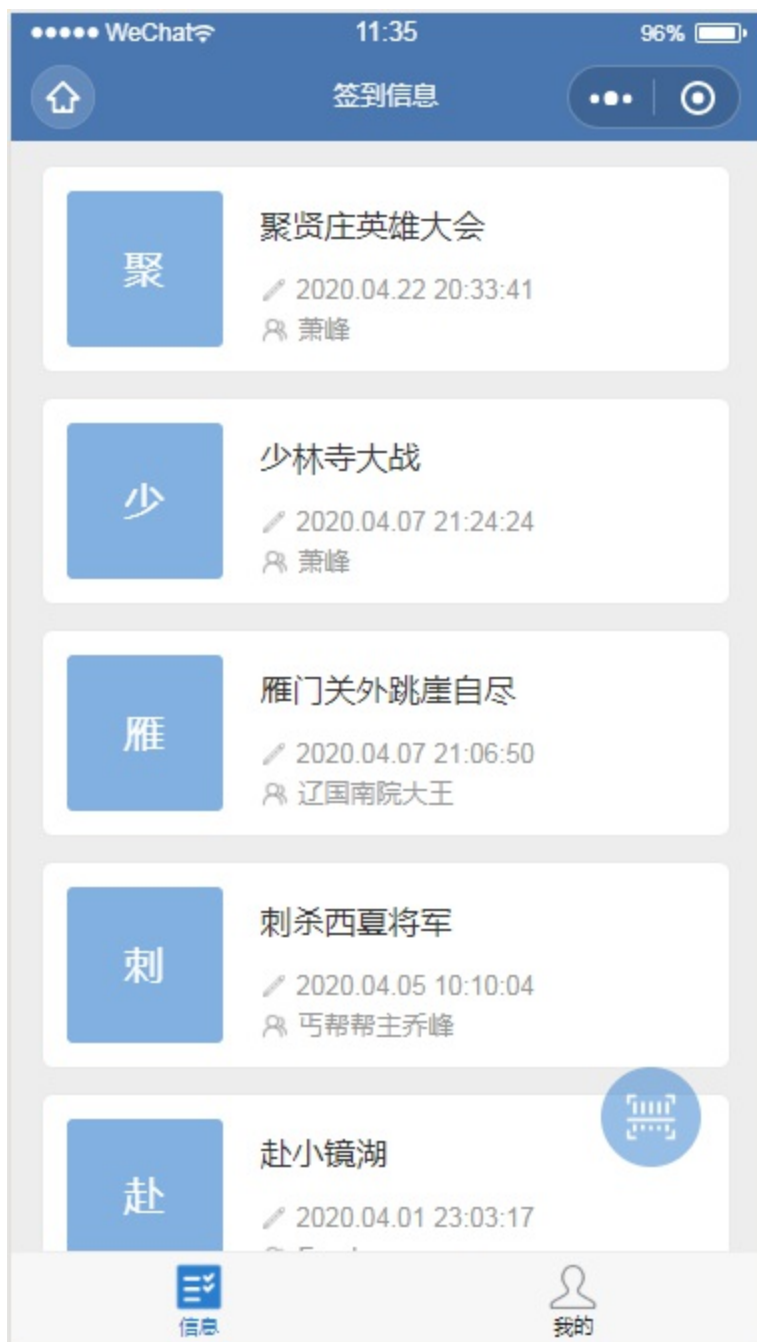 WeChat 11:35 96%
签到信息
聚
聚贤庄英雄大会
2020.04.22 20:33:41
萧峰
少
少林寺大战
2020.04.07 21:24:24
萧峰
雁
雁门关外跳崖自尽
2020.04.07 21:06:50
辽国南院大王
刺
刺杀西夏将军
2020.04.05 10:10:04
丐帮帮主乔峰
赴
赴小镜湖
2020.04.01 23:03:17
信息
我的